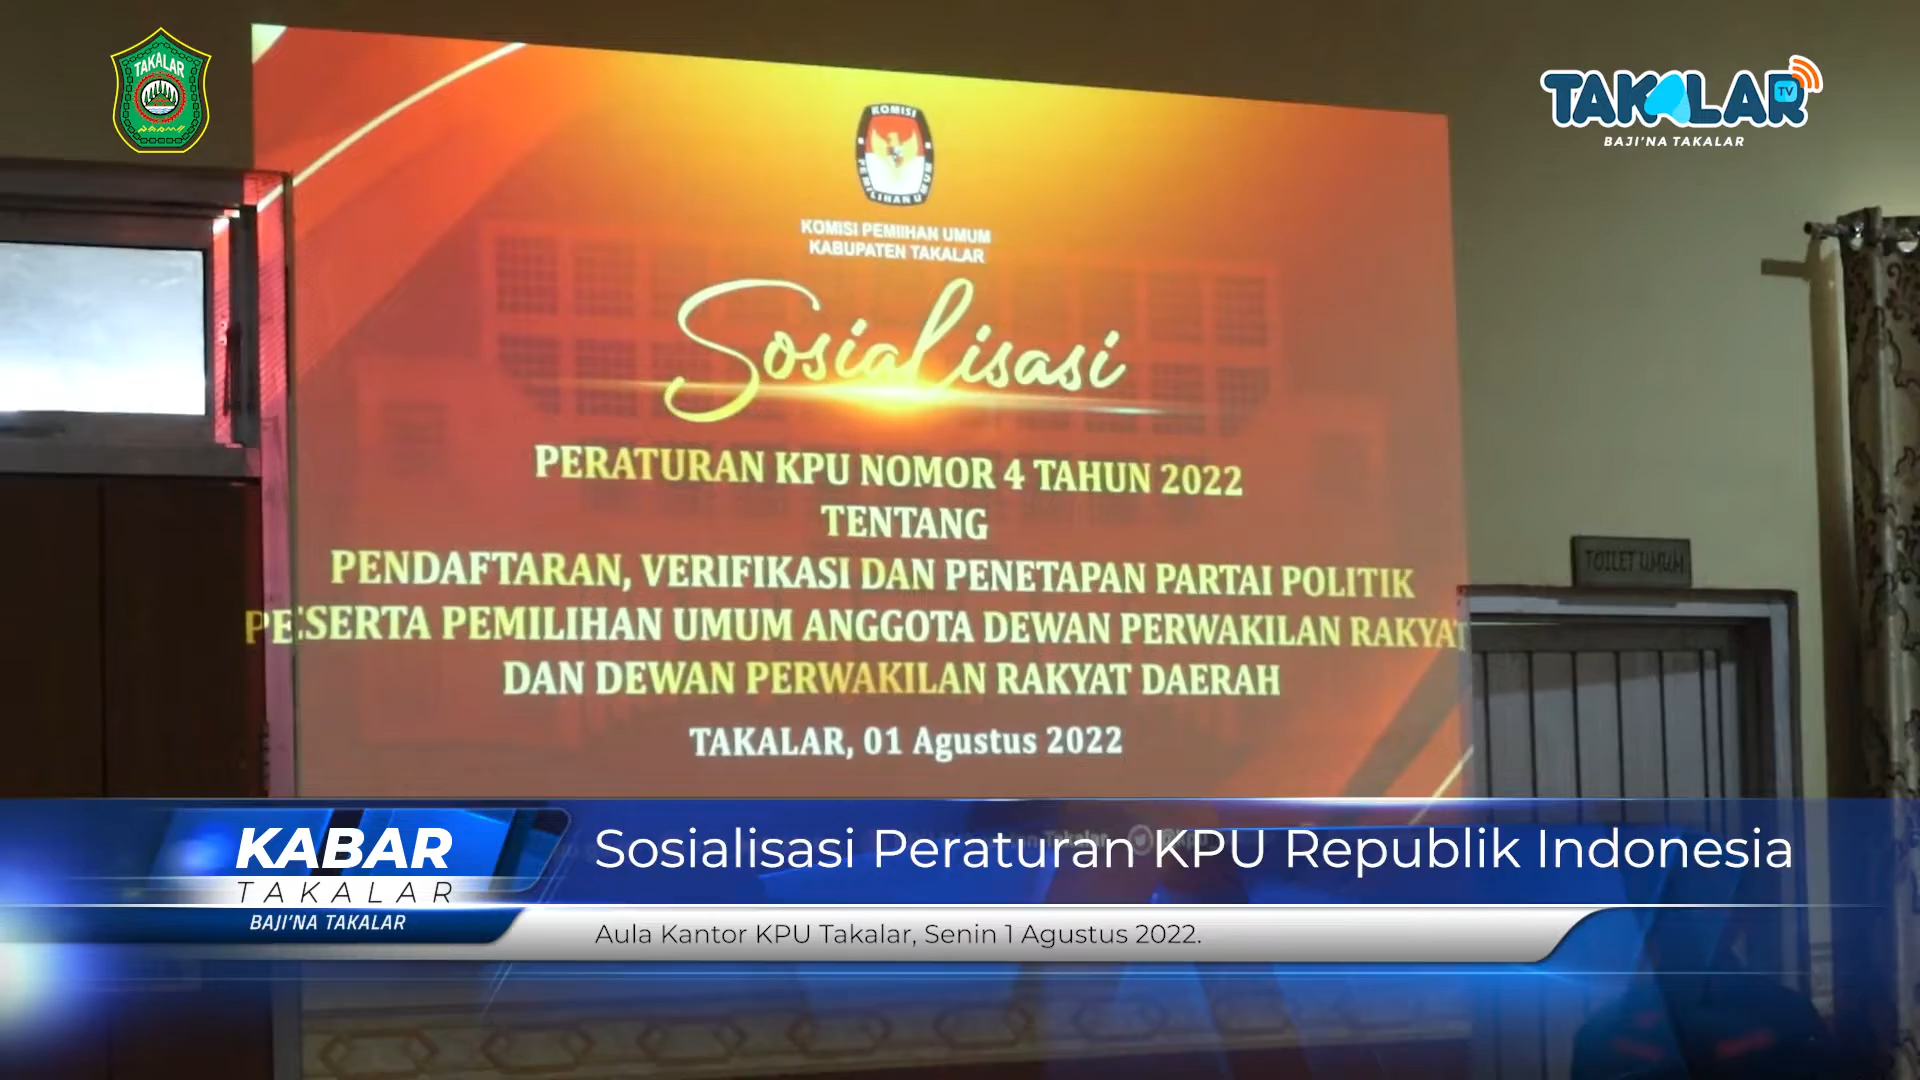 TAKALAR
TAKALAR TV
BAJI'NA TAKALAR
KOMISI
PEMILIHAN UMUM
KOMISI PEMIIHAN UMUM
KABUPATEN TAKALAR
Sosialisasi
PERATURAN KPU NOMOR 4 TAHUN 2022
TENTANG
PENDAFTARAN, VERIFIKASI DAN PENETAPAN PARTAI POLITIK
PESERTA PEMILIHAN UMUM ANGGOTA DEWAN PERWAKILAN RAKYAT
DAN DEWAN PERWAKILAN RAKYAT DAERAH
TAKALAR, 01 Agustus 2022
TOILET UMUM
KABAR
TAKALAR
BAJI'NA TAKALAR
Sosialisasi Peraturan KPU Republik Indonesia
Aula Kantor KPU Takalar, Senin 1 Agustus 2022.